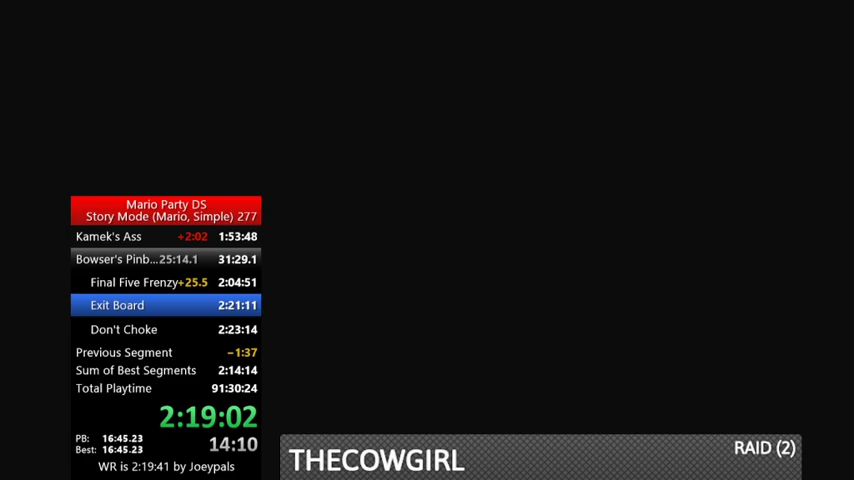 Mario Party DS
Story Mode (Mario, Simple) 277
Kamek's Ass +2:02 1:53:48
Bowser's Pinb...25:14.1 31:29.1
Final Five Frenzy+25.5 2:04:51
Exit Board 2:21:11
Don't Choke 2:23:14
Previous Segment −1:37
Sum of Best Segments 2:14:14
Total Playtime 91:30:24
2:19:02
PB: 16:45.23
Best: 16:45.23
14:10
WR is 2:19:41 by Joeypals
THECOWGIRL
RAID (2)